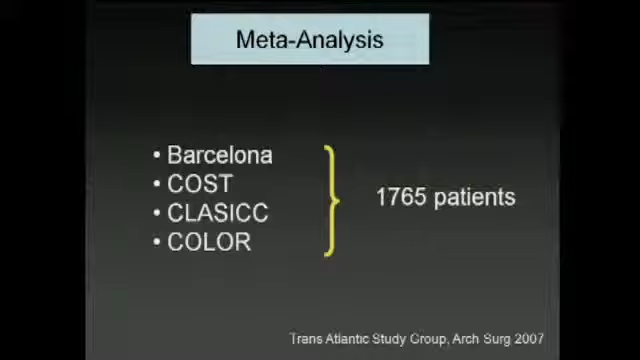 Meta-Analysis
• Barcelona
• COST
• CLASICC
• COLOR
1765 patients
Trans Atlantic Study Group, Arch Surg 2007